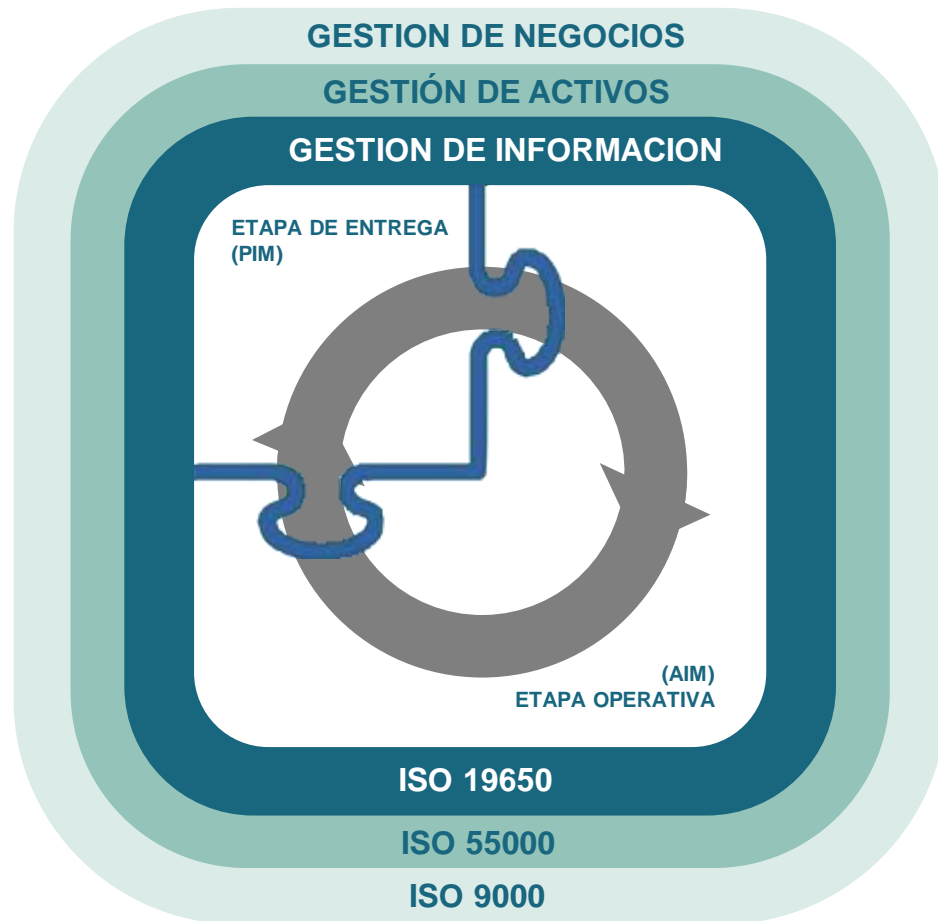 GESTION DE NEGOCIOS
GESTIÓN DE ACTIVOS
GESTION DE INFORMACION
ETAPA DE ENTREGA
(PIM)
(AIM)
ETAPA OPERATIVA
ISO 19650
ISO 55000
ISO 9000